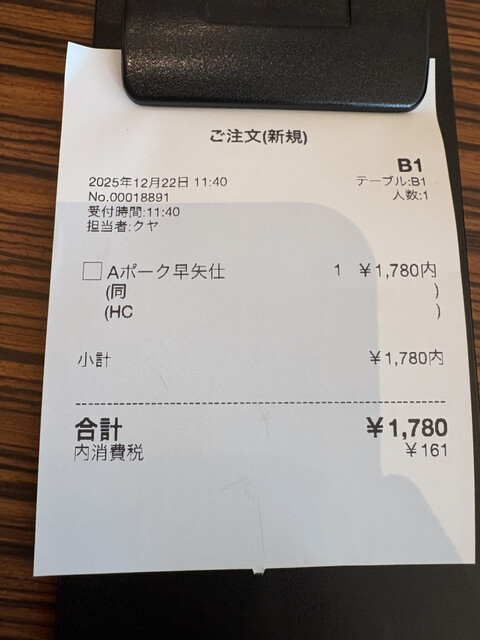 ご注文(新規)
B1
2025年12月22日 11:40
テーブル:B1
No.00018891
人数:1
受付時間:11:40
担当者:クヤ
□Aポーク早矢仕 1 ￥1,780内
(同 )
(HC )
小計 ￥1,780内
合計 ￥1,780
内消費税 ￥161